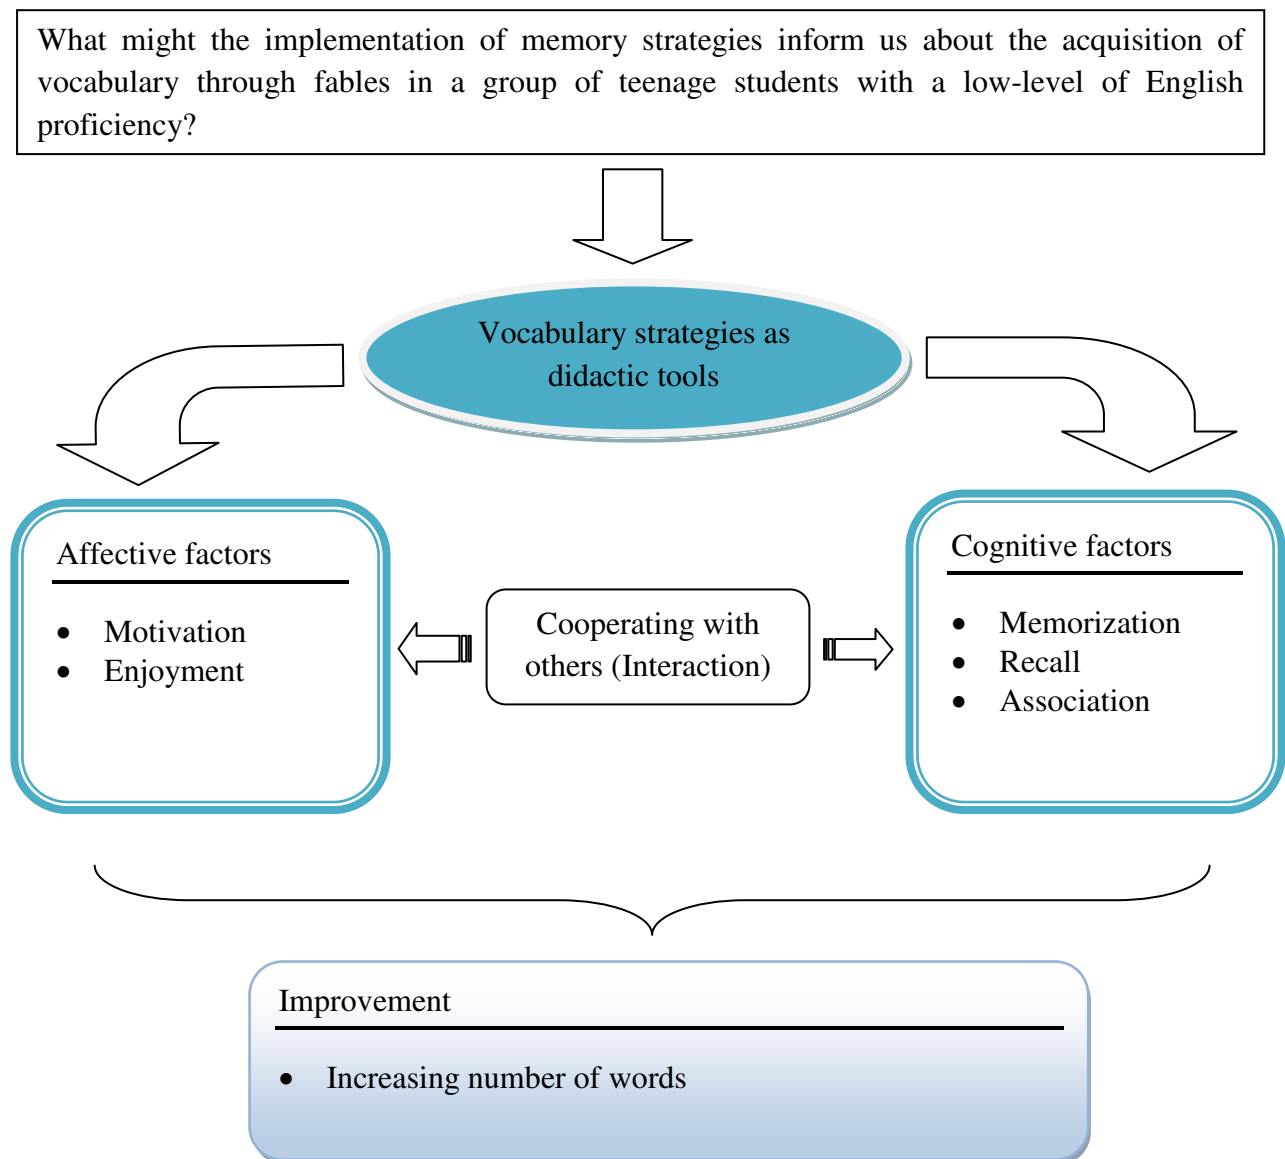 What might the implementation of memory strategies inform us about the acquisition of
vocabulary through fables in a group of teenage students with a low-level of English
proficiency?
Vocabulary strategies as
didactic tools
Affective factors
• Motivation
• Enjoyment
Cooperating with
others (Interaction)
Cognitive factors
• Memorization
• Recall
• Association
Improvement
• Increasing number of words